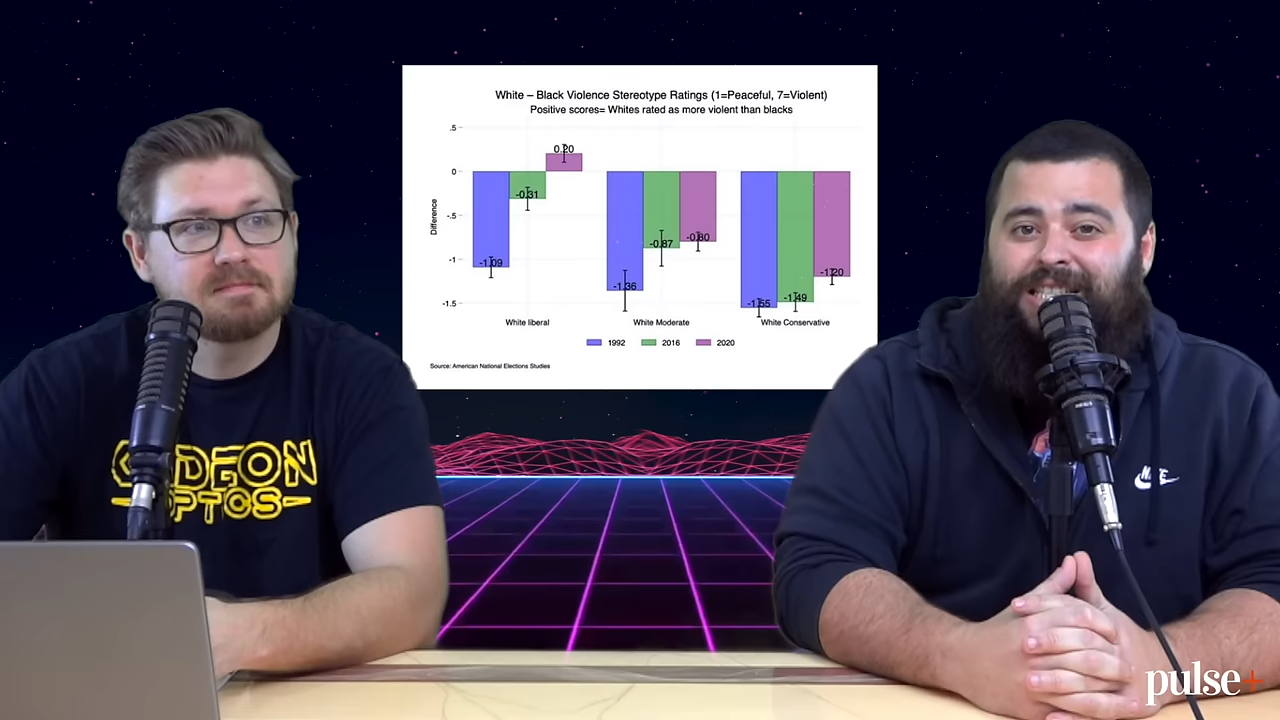 White – Black Violence Stereotype Ratings (1=Peaceful, 7=Violent)
Positive scores= Whites rated as more violent than blacks
.5
0
-.5
-1
-1.5
Difference
-1.09
-0.31
0.20
-1.36
-0.87
-0.80
-1.55
-1.49
-1.20
White liberal
White Moderate
White Conservative
1992
2016
2020
Source: American National Elections Studies
OPTCS
NIKE
pulse+